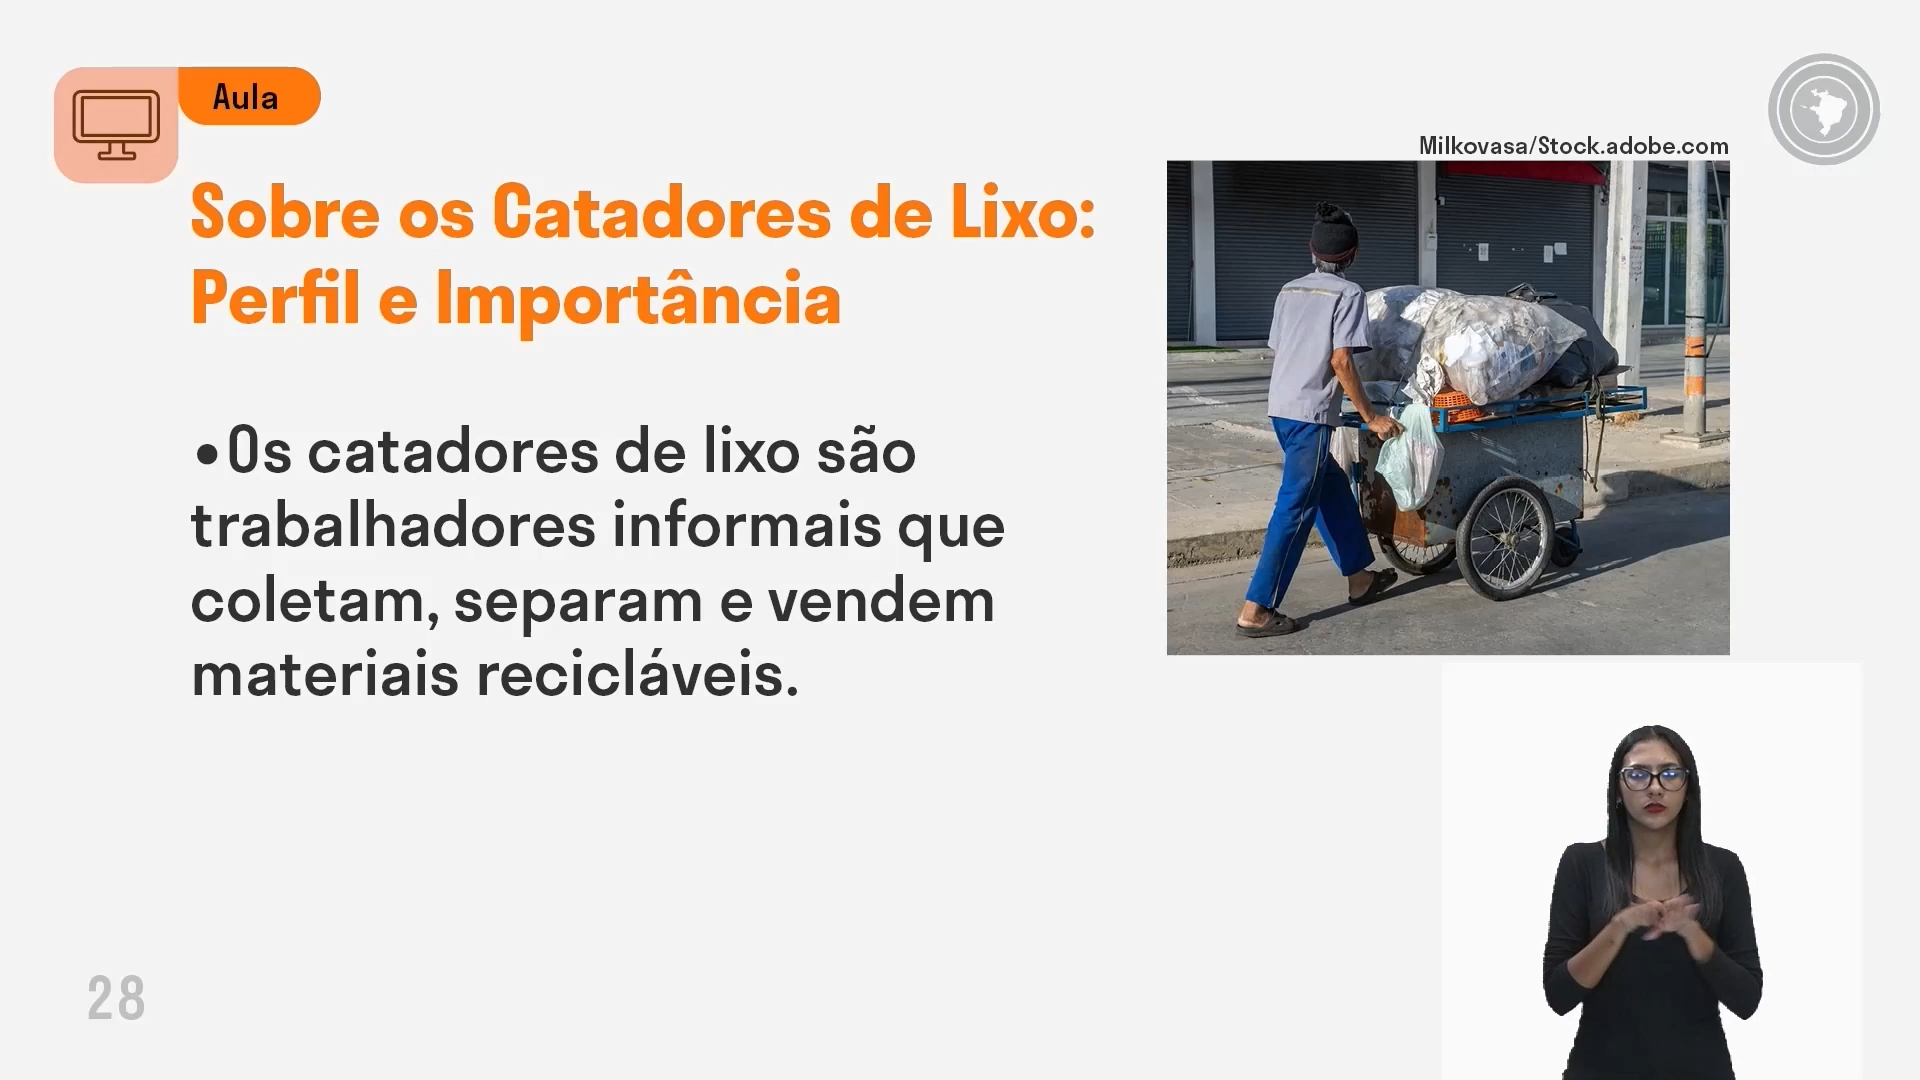 Aula
Milkovasa/Stock.adobe.com
Sobre os Catadores de Lixo:
Perfil e Importância
•Os catadores de lixo são
trabalhadores informais que
coletam, separam e vendem
materiais recicláveis.
28